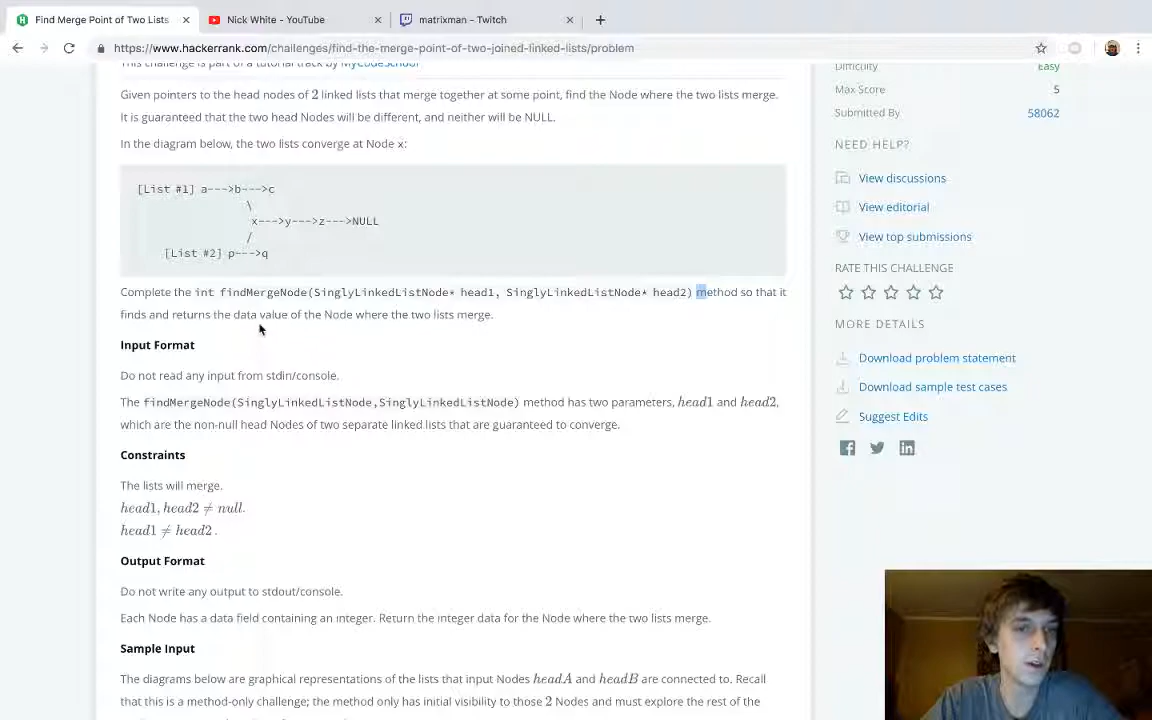 Find Merge Point of Two Lists
Nick White - YouTube
matrixman - Twitch
https://www.hackerrank.com/challenges/find-the-merge-point-of-two-joined-linked-lists/problem
This challenge is part of a tutorial track by MyCodeSchool
Given pointers to the head nodes of 2 linked lists that merge together at some point, find the Node where the two lists merge.
It is guaranteed that the two head Nodes will be different, and neither will be NULL.
In the diagram below, the two lists converge at Node x:
[List #1] a--->b--->c
\
x--->y--->z--->NULL
/
[List #2] p--->q
Complete the int findMergeNode(SinglyLinkedListNode* head1, SinglyLinkedListNode* head2) method so that it
finds and returns the data value of the Node where the two lists merge.
Input Format
Do not read any input from stdin/console.
The findMergeNode(SinglyLinkedListNode,SinglyLinkedListNode) method has two parameters, head1 and head2,
which are the non-null head Nodes of two separate linked lists that are guaranteed to converge.
Constraints
The lists will merge.
head1, head2 ≠ null.
head1 ≠ head2.
Output Format
Do not write any output to stdout/console.
Each Node has a data field containing an integer. Return the integer data for the Node where the two lists merge.
Sample Input
The diagrams below are graphical representations of the lists that input Nodes headA and headB are connected to. Recall
that this is a method-only challenge; the method only has initial visibility to those 2 Nodes and must explore the rest of the
Difficulty Easy
Max Score 5
Submitted By 58062
NEED HELP?
View discussions
View editorial
View top submissions
RATE THIS CHALLENGE
MORE DETAILS
Download problem statement
Download sample test cases
Suggest Edits